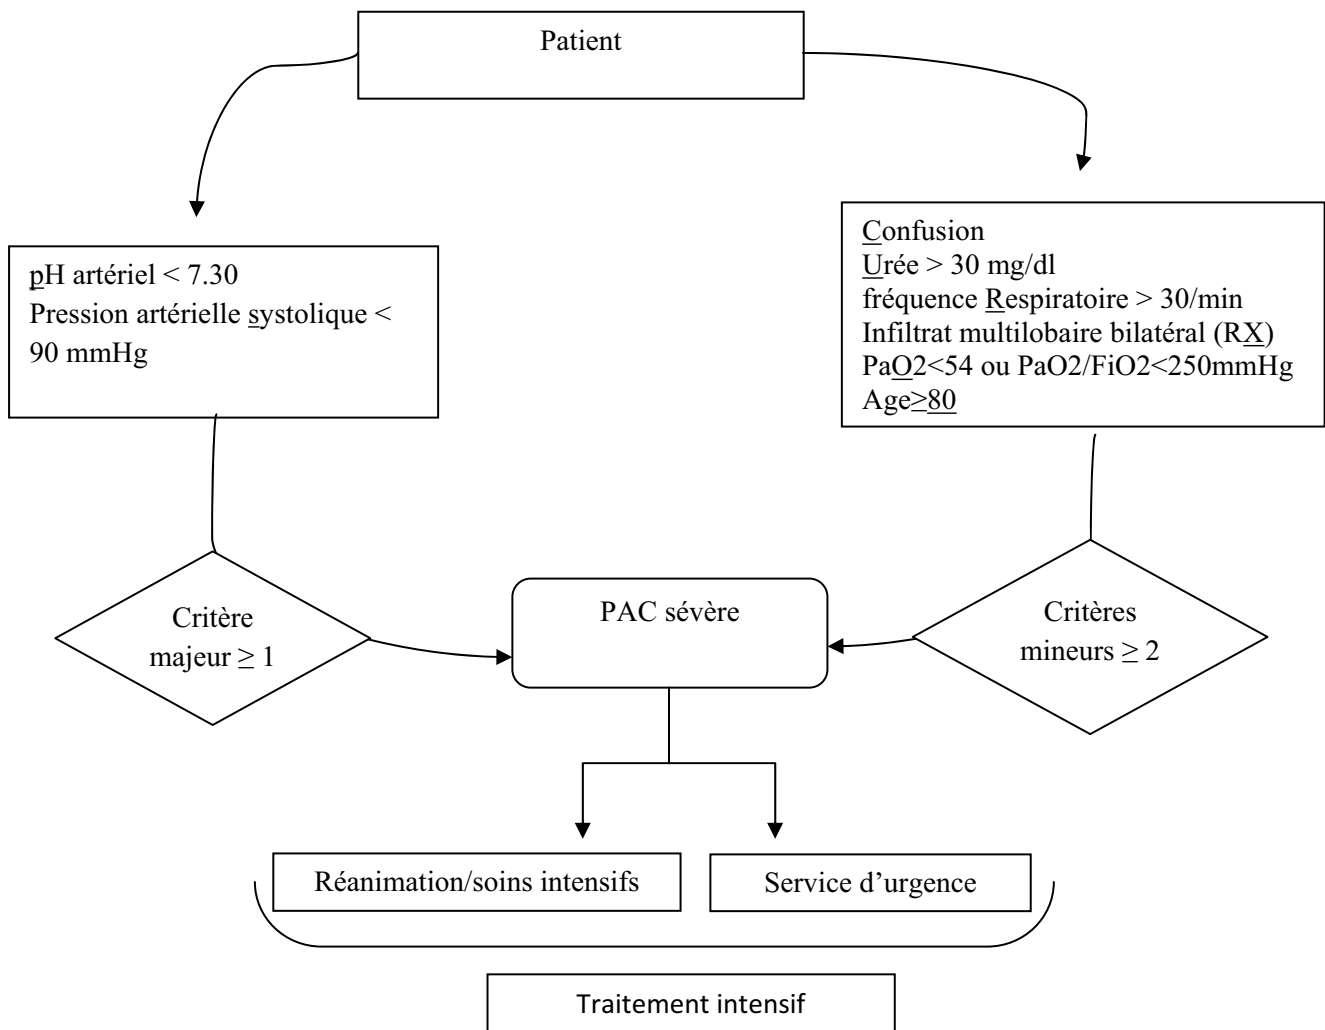 Patient
pH artériel < 7.30
Pression artérielle systolique <
90 mmHg
Confusion
Urée > 30 mg/dl
fréquence Respiratoire > 30/min
Infiltrat multilobaire bilatéral (RX)
PaO2<54 ou PaO2/FiO2<250mmHg
Age≥80
Critère
majeur ≥ 1
PAC sévère
Critères
mineurs ≥ 2
Réanimation/soins intensifs
Service d’urgence
Traitement intensif